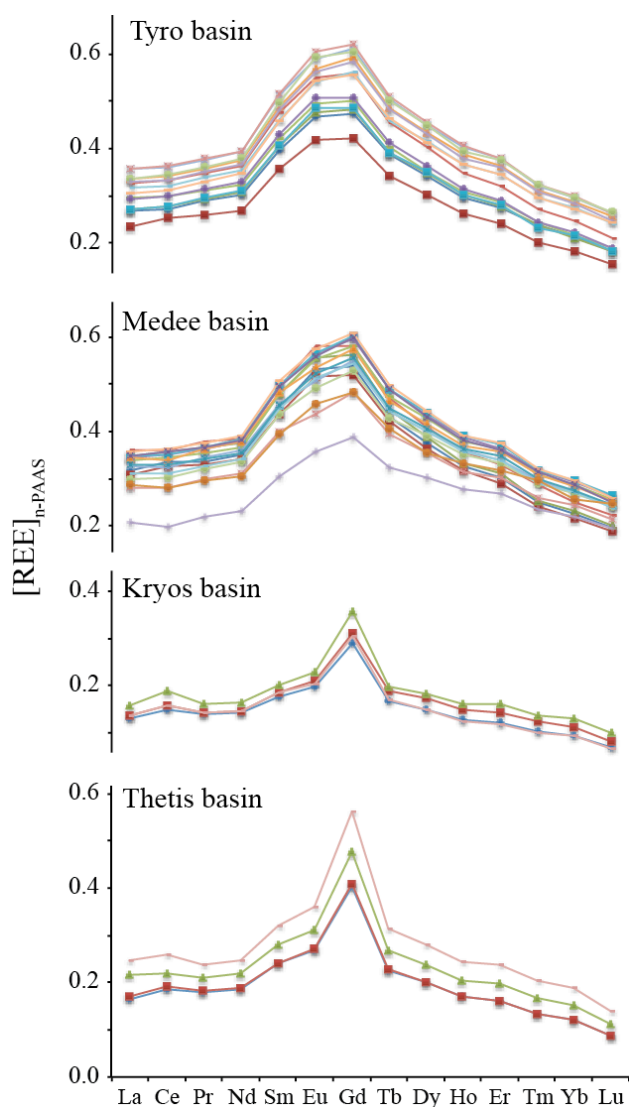 Tyro basin
0.6
0.4
0.2
Medee basin
0.6
0.4
0.2
[REE]n-PAAS
Kryos basin
0.4
0.2
Thetis basin
0.6
0.4
0.2
0.0
La Ce Pr Nd Sm Eu Gd Tb Dy Ho Er Tm Yb Lu